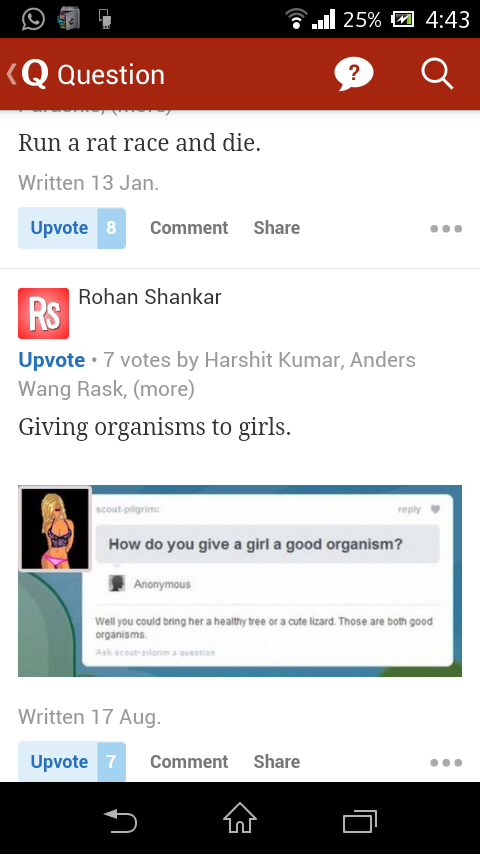 25% 4:43
Q Question ?
Run a rat race and die.
Written 13 Jan.
Upvote 8 Comment Share
Rs Rohan Shankar
Upvote • 7 votes by Harshit Kumar, Anders
Wang Rask, (more)
Giving organisms to girls.
scout-pilgrim: reply
How do you give a girl a good organism?
Anonymous
Well you could bring her a healthy tree or a cute lizard. Those are both good
organisms.
Ask scout-pilgrim a question
Written 17 Aug.
Upvote 7 Comment Share